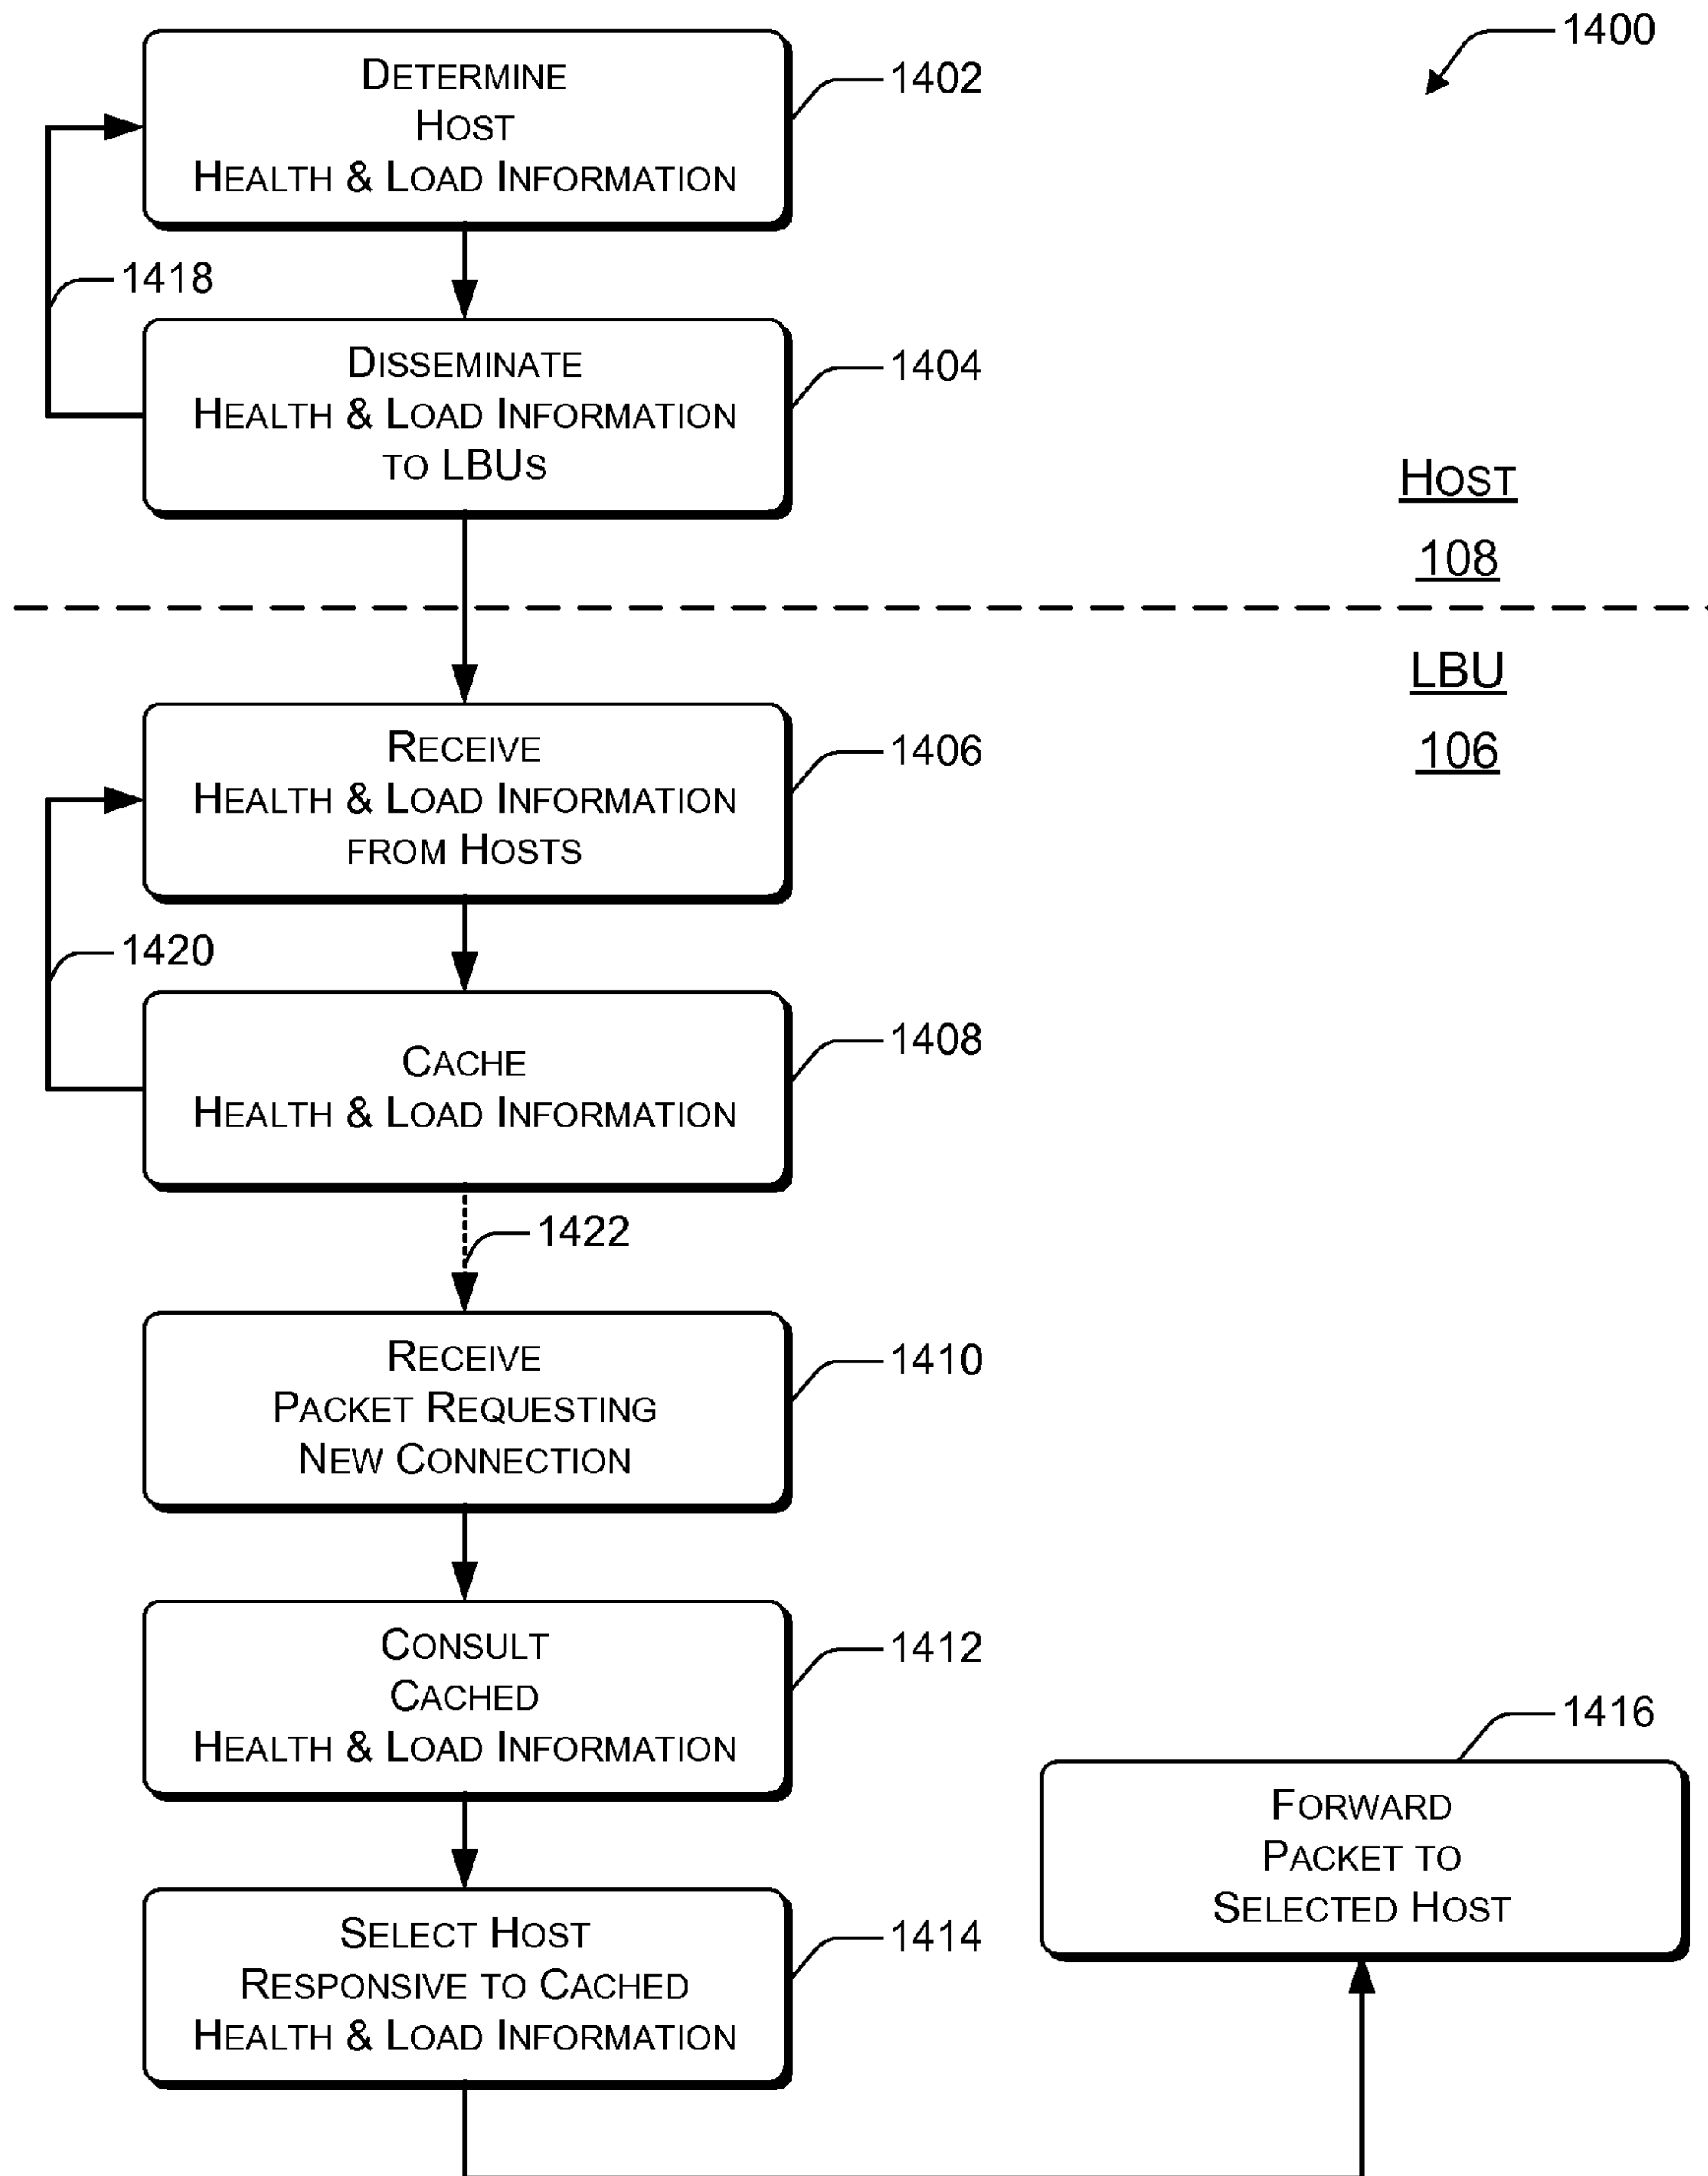 1400
Determine
Host
Health & Load Information
1402
1418
Disseminate
Health & Load Information
to LBUs
1404
Host
108
LBU
106
Receive
Health & Load Information
from Hosts
1406
1420
Cache
Health & Load Information
1408
1422
Receive
Packet Requesting
New Connection
1410
Consult
Cached
Health & Load Information
1412
Select Host
Responsive to Cached
Health & Load Information
1414
1416
Forward
Packet to
Selected Host